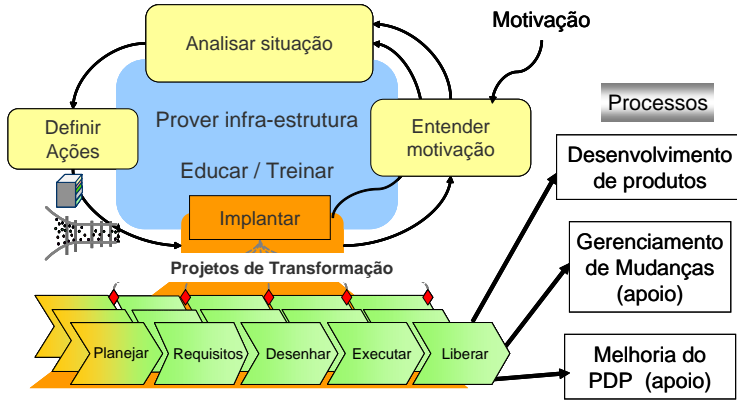 Motivação
Analisar situação
Processos
Definir
Ações
Prover infra-estrutura
Entender
motivação
Desenvolvimento
de produtos
Educar / Treinar
Implantar
Gerenciamento
de Mudanças
(apoio)
Projetos de Transformação
Planejar
Requisitos
Desenhar
Executar
Liberar
Melhoria do
PDP (apoio)